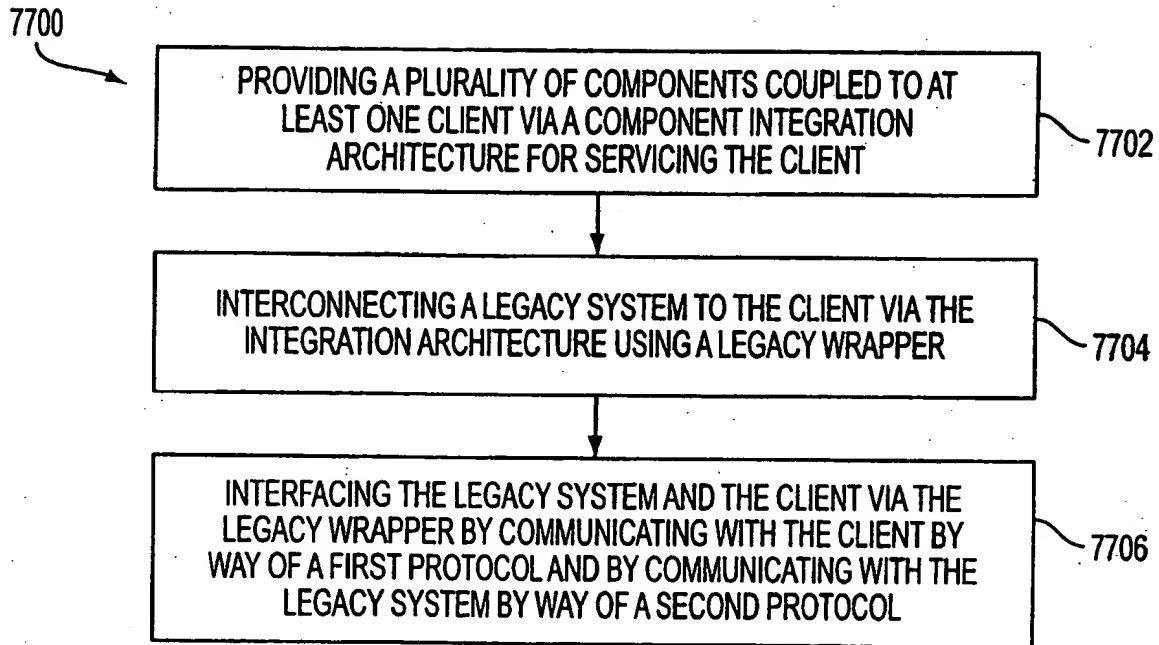 7700
PROVIDING A PLURALITY OF COMPONENTS COUPLED TO AT
LEAST ONE CLIENT VIA A COMPONENT INTEGRATION
ARCHITECTURE FOR SERVICING THE CLIENT
7702
INTERCONNECTING A LEGACY SYSTEM TO THE CLIENT VIA THE
INTEGRATION ARCHITECTURE USING A LEGACY WRAPPER
7704
INTERFACING THE LEGACY SYSTEM AND THE CLIENT VIA THE
LEGACY WRAPPER BY COMMUNICATING WITH THE CLIENT BY
WAY OF A FIRST PROTOCOL AND BY COMMUNICATING WITH THE
LEGACY SYSTEM BY WAY OF A SECOND PROTOCOL
7706